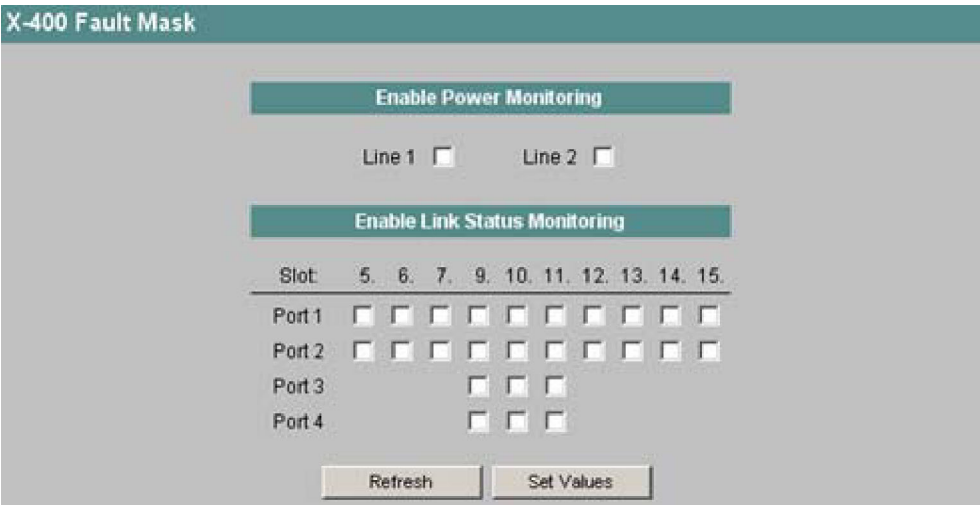 X-400 Fault Mask
Enable Power Monitoring
Line 1 Line 2
Enable Link Status Monitoring
Slot: 5. 6. 7. 9. 10. 11. 12. 13. 14. 15.
Port 1
Port 2
Port 3
Port 4
Refresh Set Values